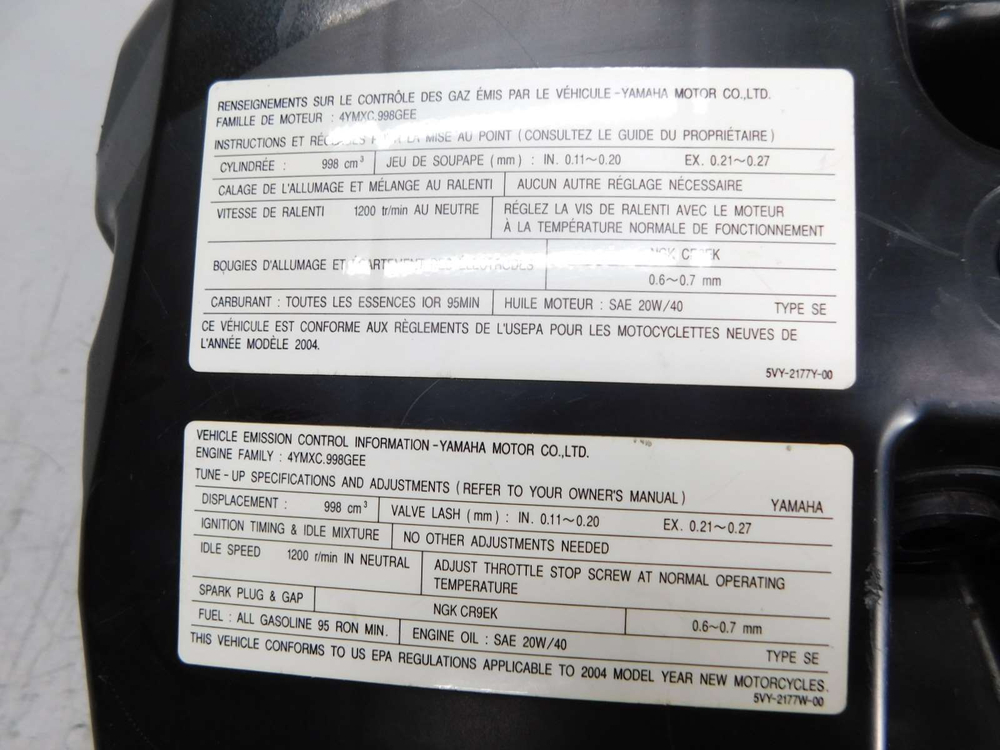 RENSEIGNEMENTS SUR LE CONTRÔLE DES GAZ ÉMIS PAR LE VÉHICULE-YAMAHA MOTOR CO.,LTD.
FAMILLE DE MOTEUR : 4YMXC.998GEE
INSTRUCTIONS ET LA MISE AU POINT (CONSULTEZ LE GUIDE DU PROPRIÉTAIRE)
CYLINDRÉE : 998 cm³ JEU DE SOUPAPE (mm) : IN. 0.11~0.20 EX. 0.21~0.27
CALAGE DE L'ALLUMAGE ET MÉLANGE AU RALENTI AUCUN AUTRE RÉGLAGE NÉCESSAIRE
VITESSE DE RALENTI 1200 tr/min AU NEUTRE RÉGLEZ LA VIS DE RALENTI AVEC LE MOTEUR
À LA TEMPÉRATURE NORMALE DE FONCTIONNEMENT
BOUGIES D'ALLUMAGE ET ÉCARTEMENT DES ÉLECTRODES NGK
0.6~0.7 mm
CARBURANT : TOUTES LES ESSENCES IOR 95MIN HUILE MOTEUR : SAE 20W/40 TYPE SE
CE VÉHICULE EST CONFORME AUX RÈGLEMENTS DE L'USEPA POUR LES MOTOCYCLETTES NEUVES DE
L'ANNÉE MODÈLE 2004.
5VY-2177Y-00
VEHICLE EMISSION CONTROL INFORMATION-YAMAHA MOTOR CO.,LTD.
ENGINE FAMILY : 4YMXC.998GEE
TUNE-UP SPECIFICATIONS AND ADJUSTMENTS (REFER TO YOUR OWNER'S MANUAL) YAMAHA
DISPLACEMENT : 998 cm³ VALVE LASH (mm) : IN. 0.11~0.20 EX. 0.21~0.27
IGNITION TIMING & IDLE MIXTURE NO OTHER ADJUSTMENTS NEEDED
IDLE SPEED 1200 r/min IN NEUTRAL ADJUST THROTTLE STOP SCREW AT NORMAL OPERATING
TEMPERATURE
SPARK PLUG & GAP NGK CR9EK 0.6~0.7 mm
FUEL : ALL GASOLINE 95 RON MIN. ENGINE OIL : SAE 20W/40 TYPE SE
THIS VEHICLE CONFORMS TO US EPA REGULATIONS APPLICABLE TO 2004 MODEL YEAR NEW MOTORCYCLES.
5VY-2177W-00